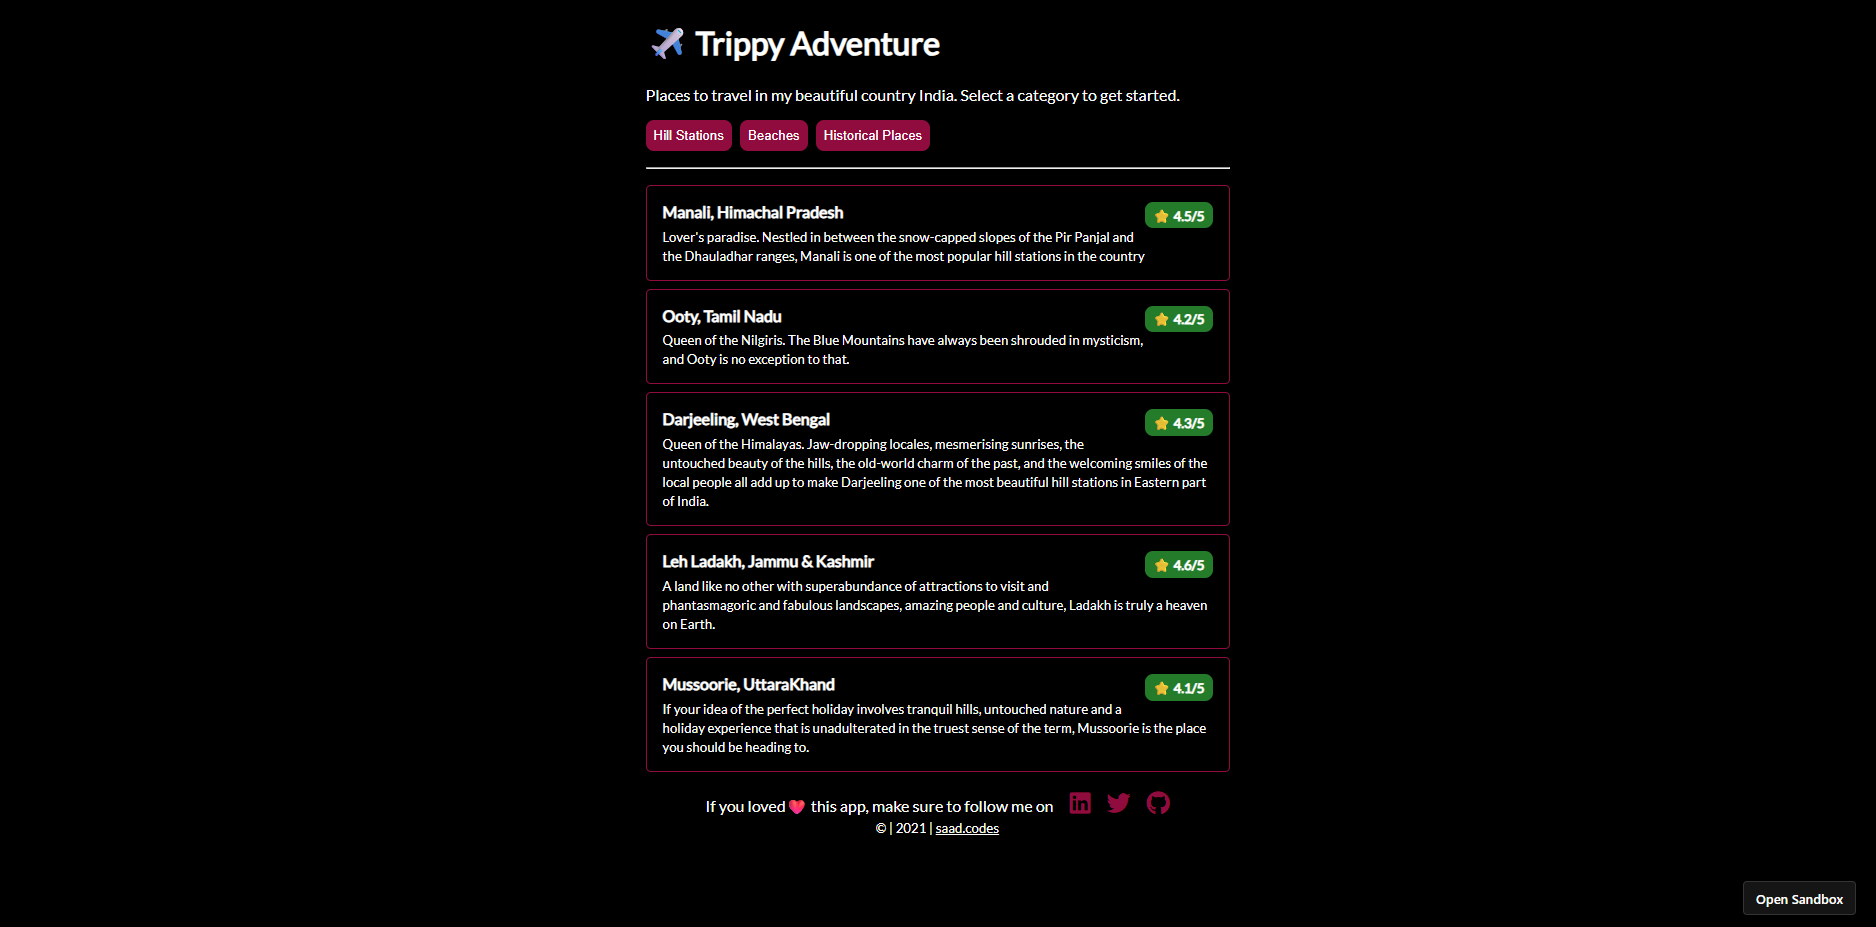 Trippy Adventure
Places to travel in my beautiful country India. Select a category to get started.
Hill Stations Beaches Historical Places
Manali, Himachal Pradesh
⭐ 4.5/5
Lover's paradise. Nestled in between the snow-capped slopes of the Pir Panjal and
the Dhauladhar ranges, Manali is one of the most popular hill stations in the country
Ooty, Tamil Nadu
⭐ 4.2/5
Queen of the Nilgiris. The Blue Mountains have always been shrouded in mysticism,
and Ooty is no exception to that.
Darjeeling, West Bengal
⭐ 4.3/5
Queen of the Himalayas. Jaw-dropping locales, mesmerising sunrises, the
untouched beauty of the hills, the old-world charm of the past, and the welcoming smiles of the
local people all add up to make Darjeeling one of the most beautiful hill stations in Eastern part
of India.
Leh Ladakh, Jammu & Kashmir
⭐ 4.6/5
A land like no other with superabundance of attractions to visit and
phantasmagoric and fabulous landscapes, amazing people and culture, Ladakh is truly a heaven
on Earth.
Mussoorie, UttaraKhand
⭐ 4.1/5
If your idea of the perfect holiday involves tranquil hills, untouched nature and a
holiday experience that is unadulterated in the truest sense of the term, Mussoorie is the place
you should be heading to.
If you loved ❤️ this app, make sure to follow me on
© | 2021 | saad.codes
Open Sandbox